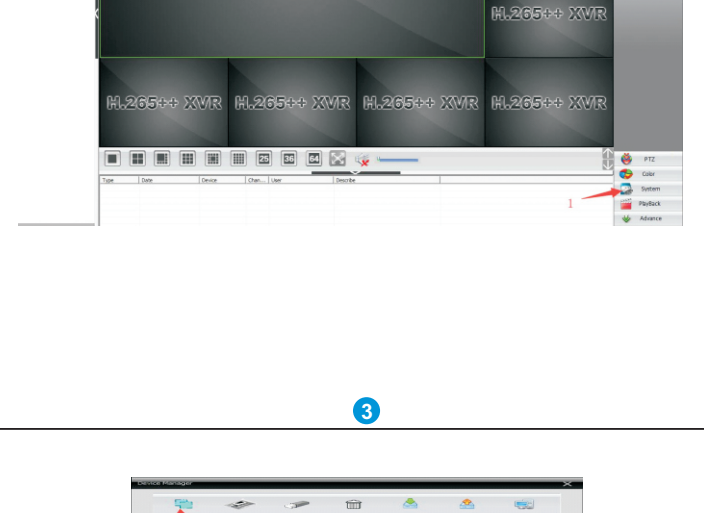 H.265++ XVR
H.265++ XVR H.265++ XVR H.265++ XVR H.265++ XVR
25 36 64
PTZ
Color
Type Date Device Chan... User Describe
System
1
PlayBack
Advance
3
Device Manager